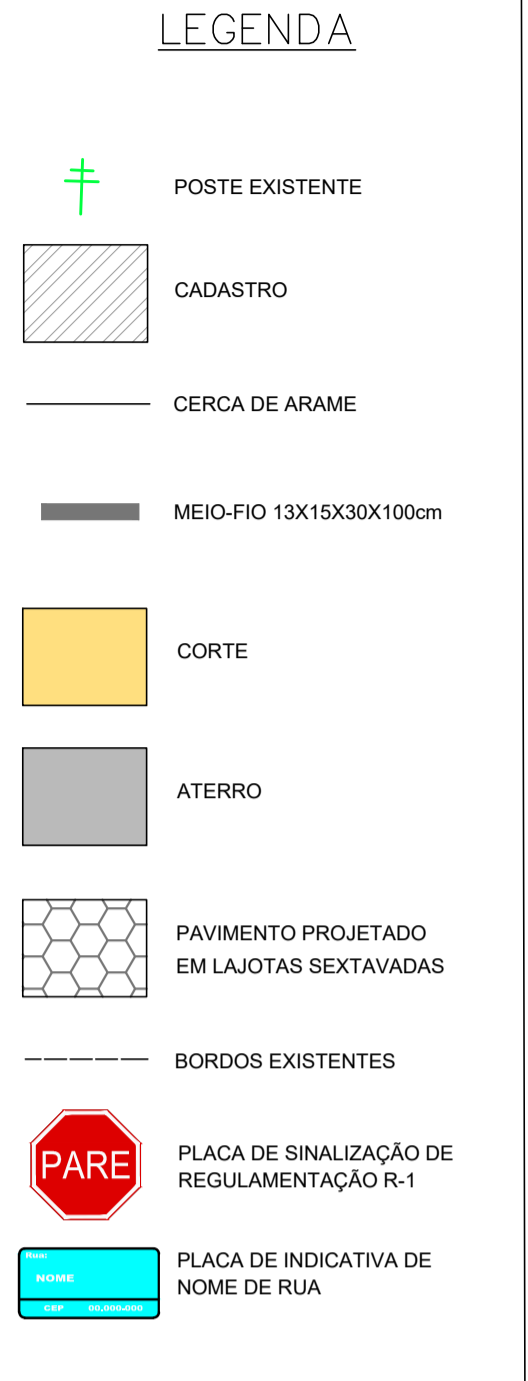 LEGENDA
POSTE EXISTENTE
CADASTRO
CERCA DE ARAME
MEIO-FIO 13X15X30X100cm
CORTE
ATERRO
PAVIMENTO PROJETADO
EM LAJOTAS SEXTAVADAS
BORDOS EXISTENTES
PARE
PLACA DE SINALIZAÇÃO DE
REGULAMENTAÇÃO R-1
Rua:
NOME
CEP 00,000-000
PLACA DE INDICATIVA DE
NOME DE RUA